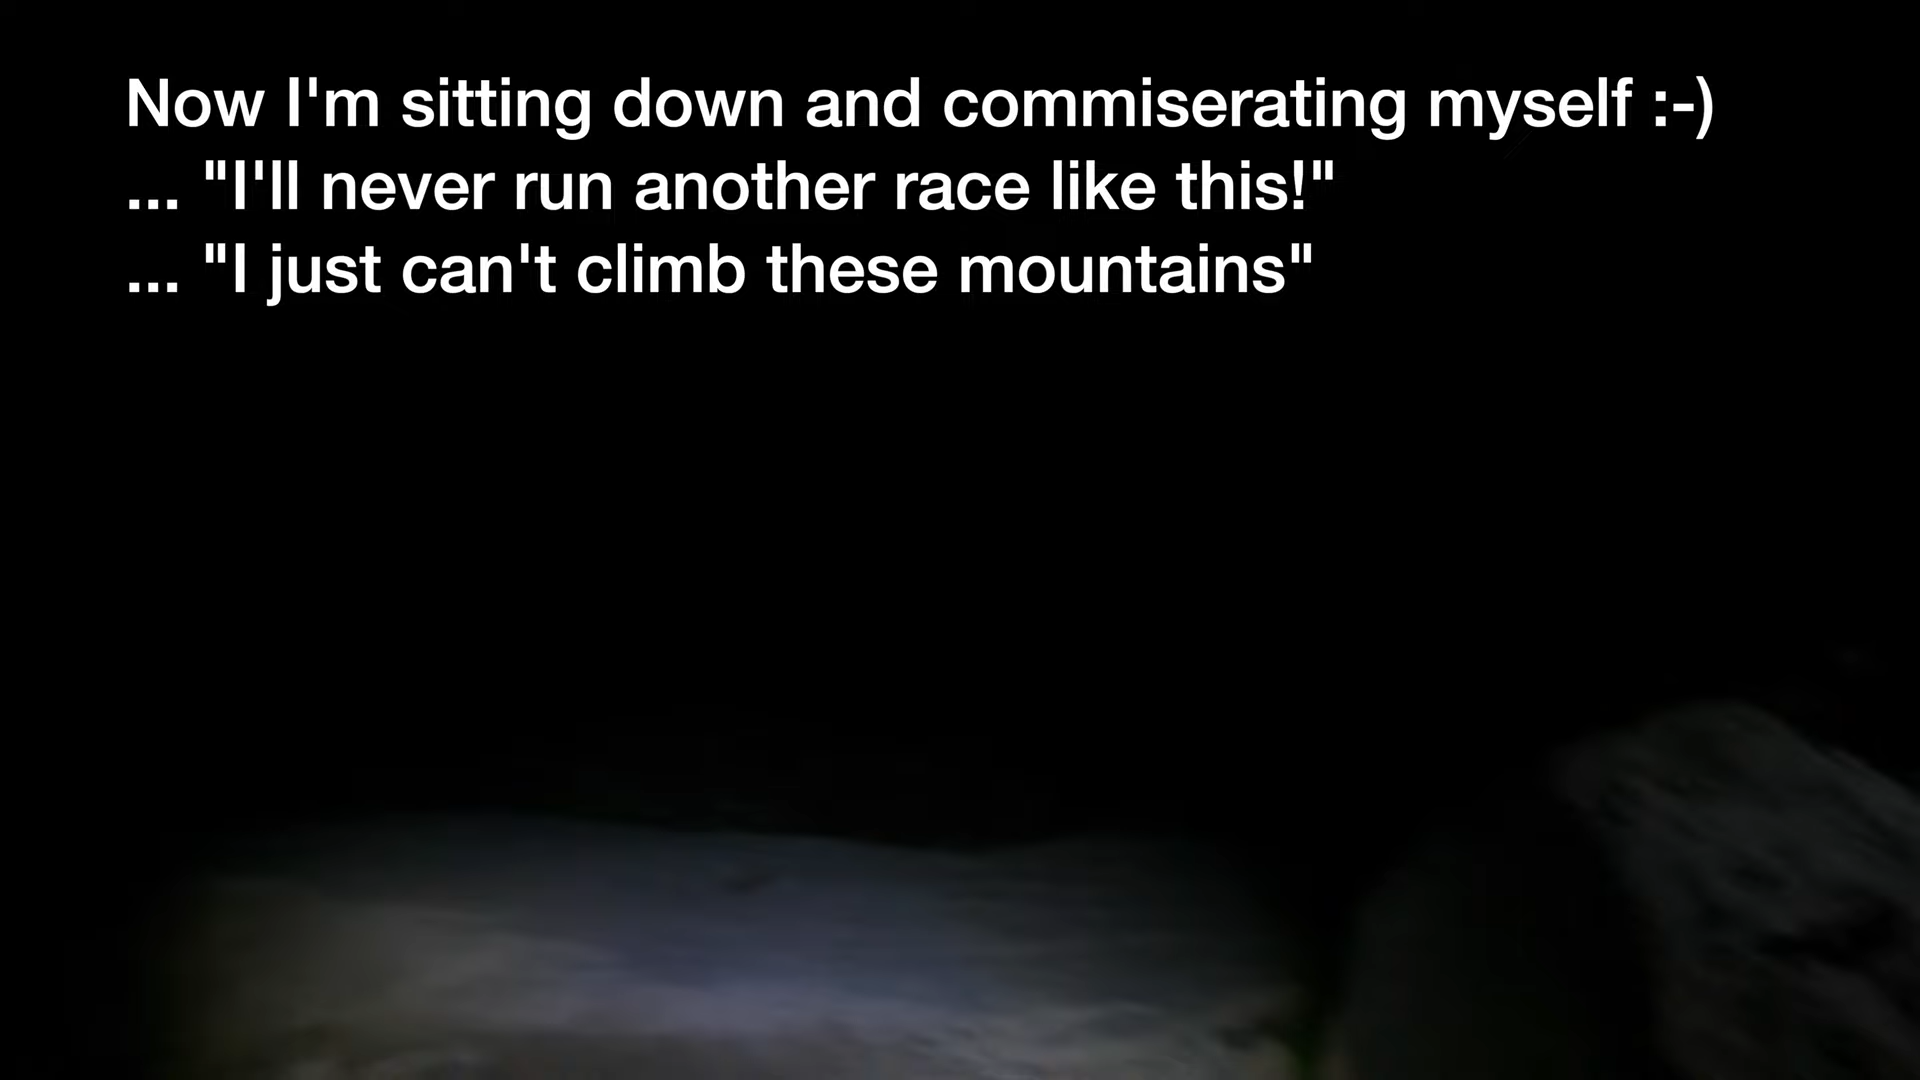 Now I'm sitting down and commiserating myself :-)
... "I'll never run another race like this!"
... "I just can't climb these mountains"